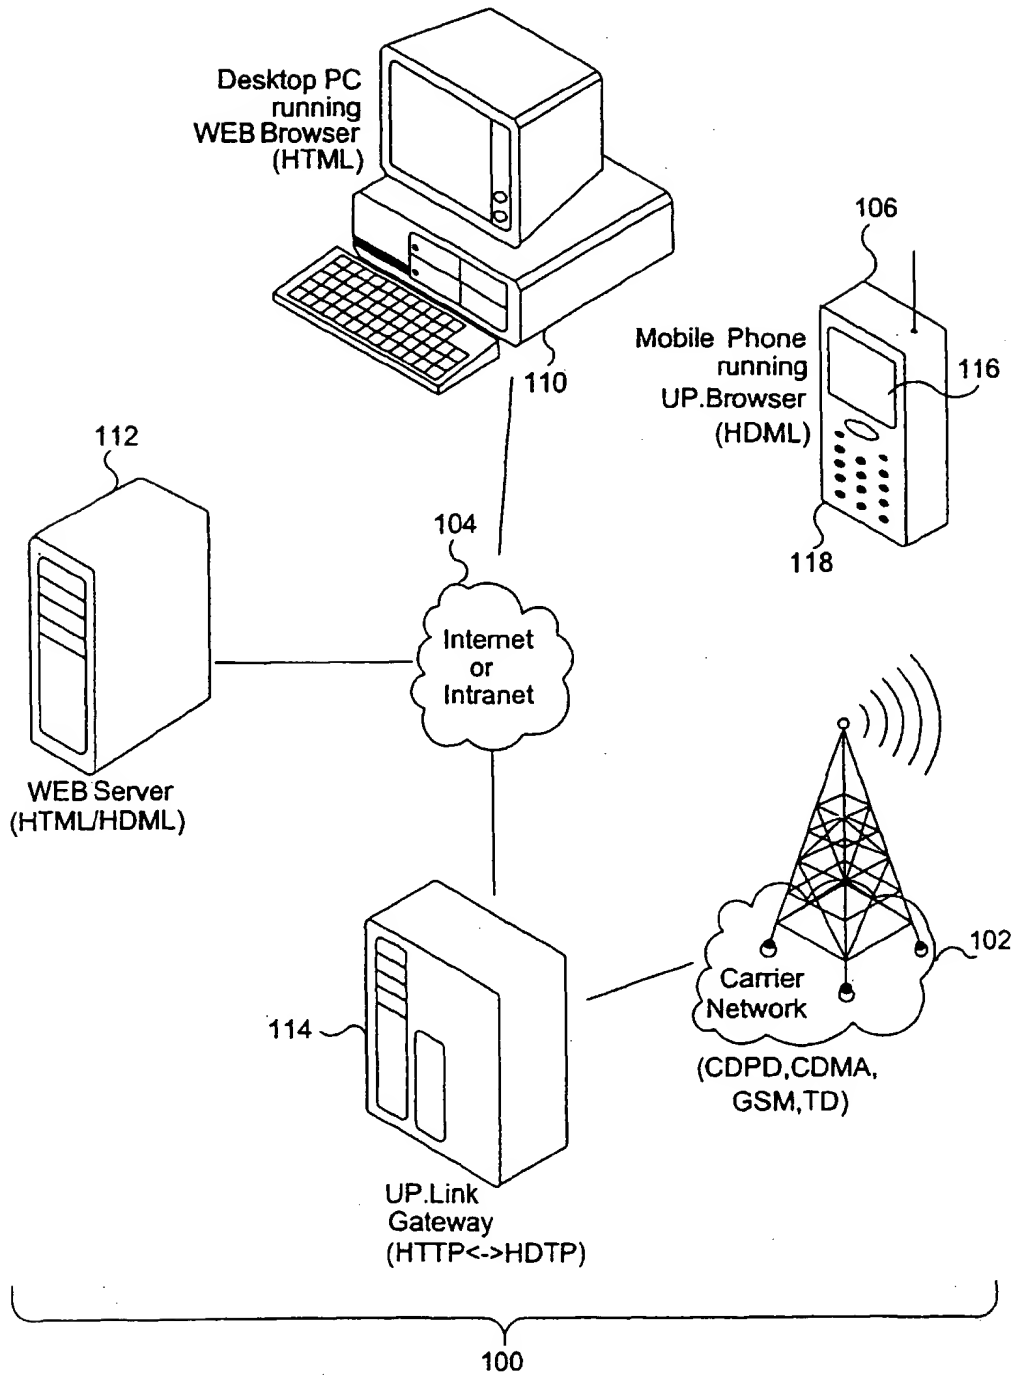 Desktop PC
running
WEB Browser
(HTML)
110
106
Mobile Phone
running
UP.Browser
(HDML)
116
118
112
104
Internet
or
Intranet
WEB Server
(HTML/HDML)
102
Carrier
Network
(CDPD,CDMA,
GSM,TD)
114
UP.Link
Gateway
(HTTP<->HDTP)
100